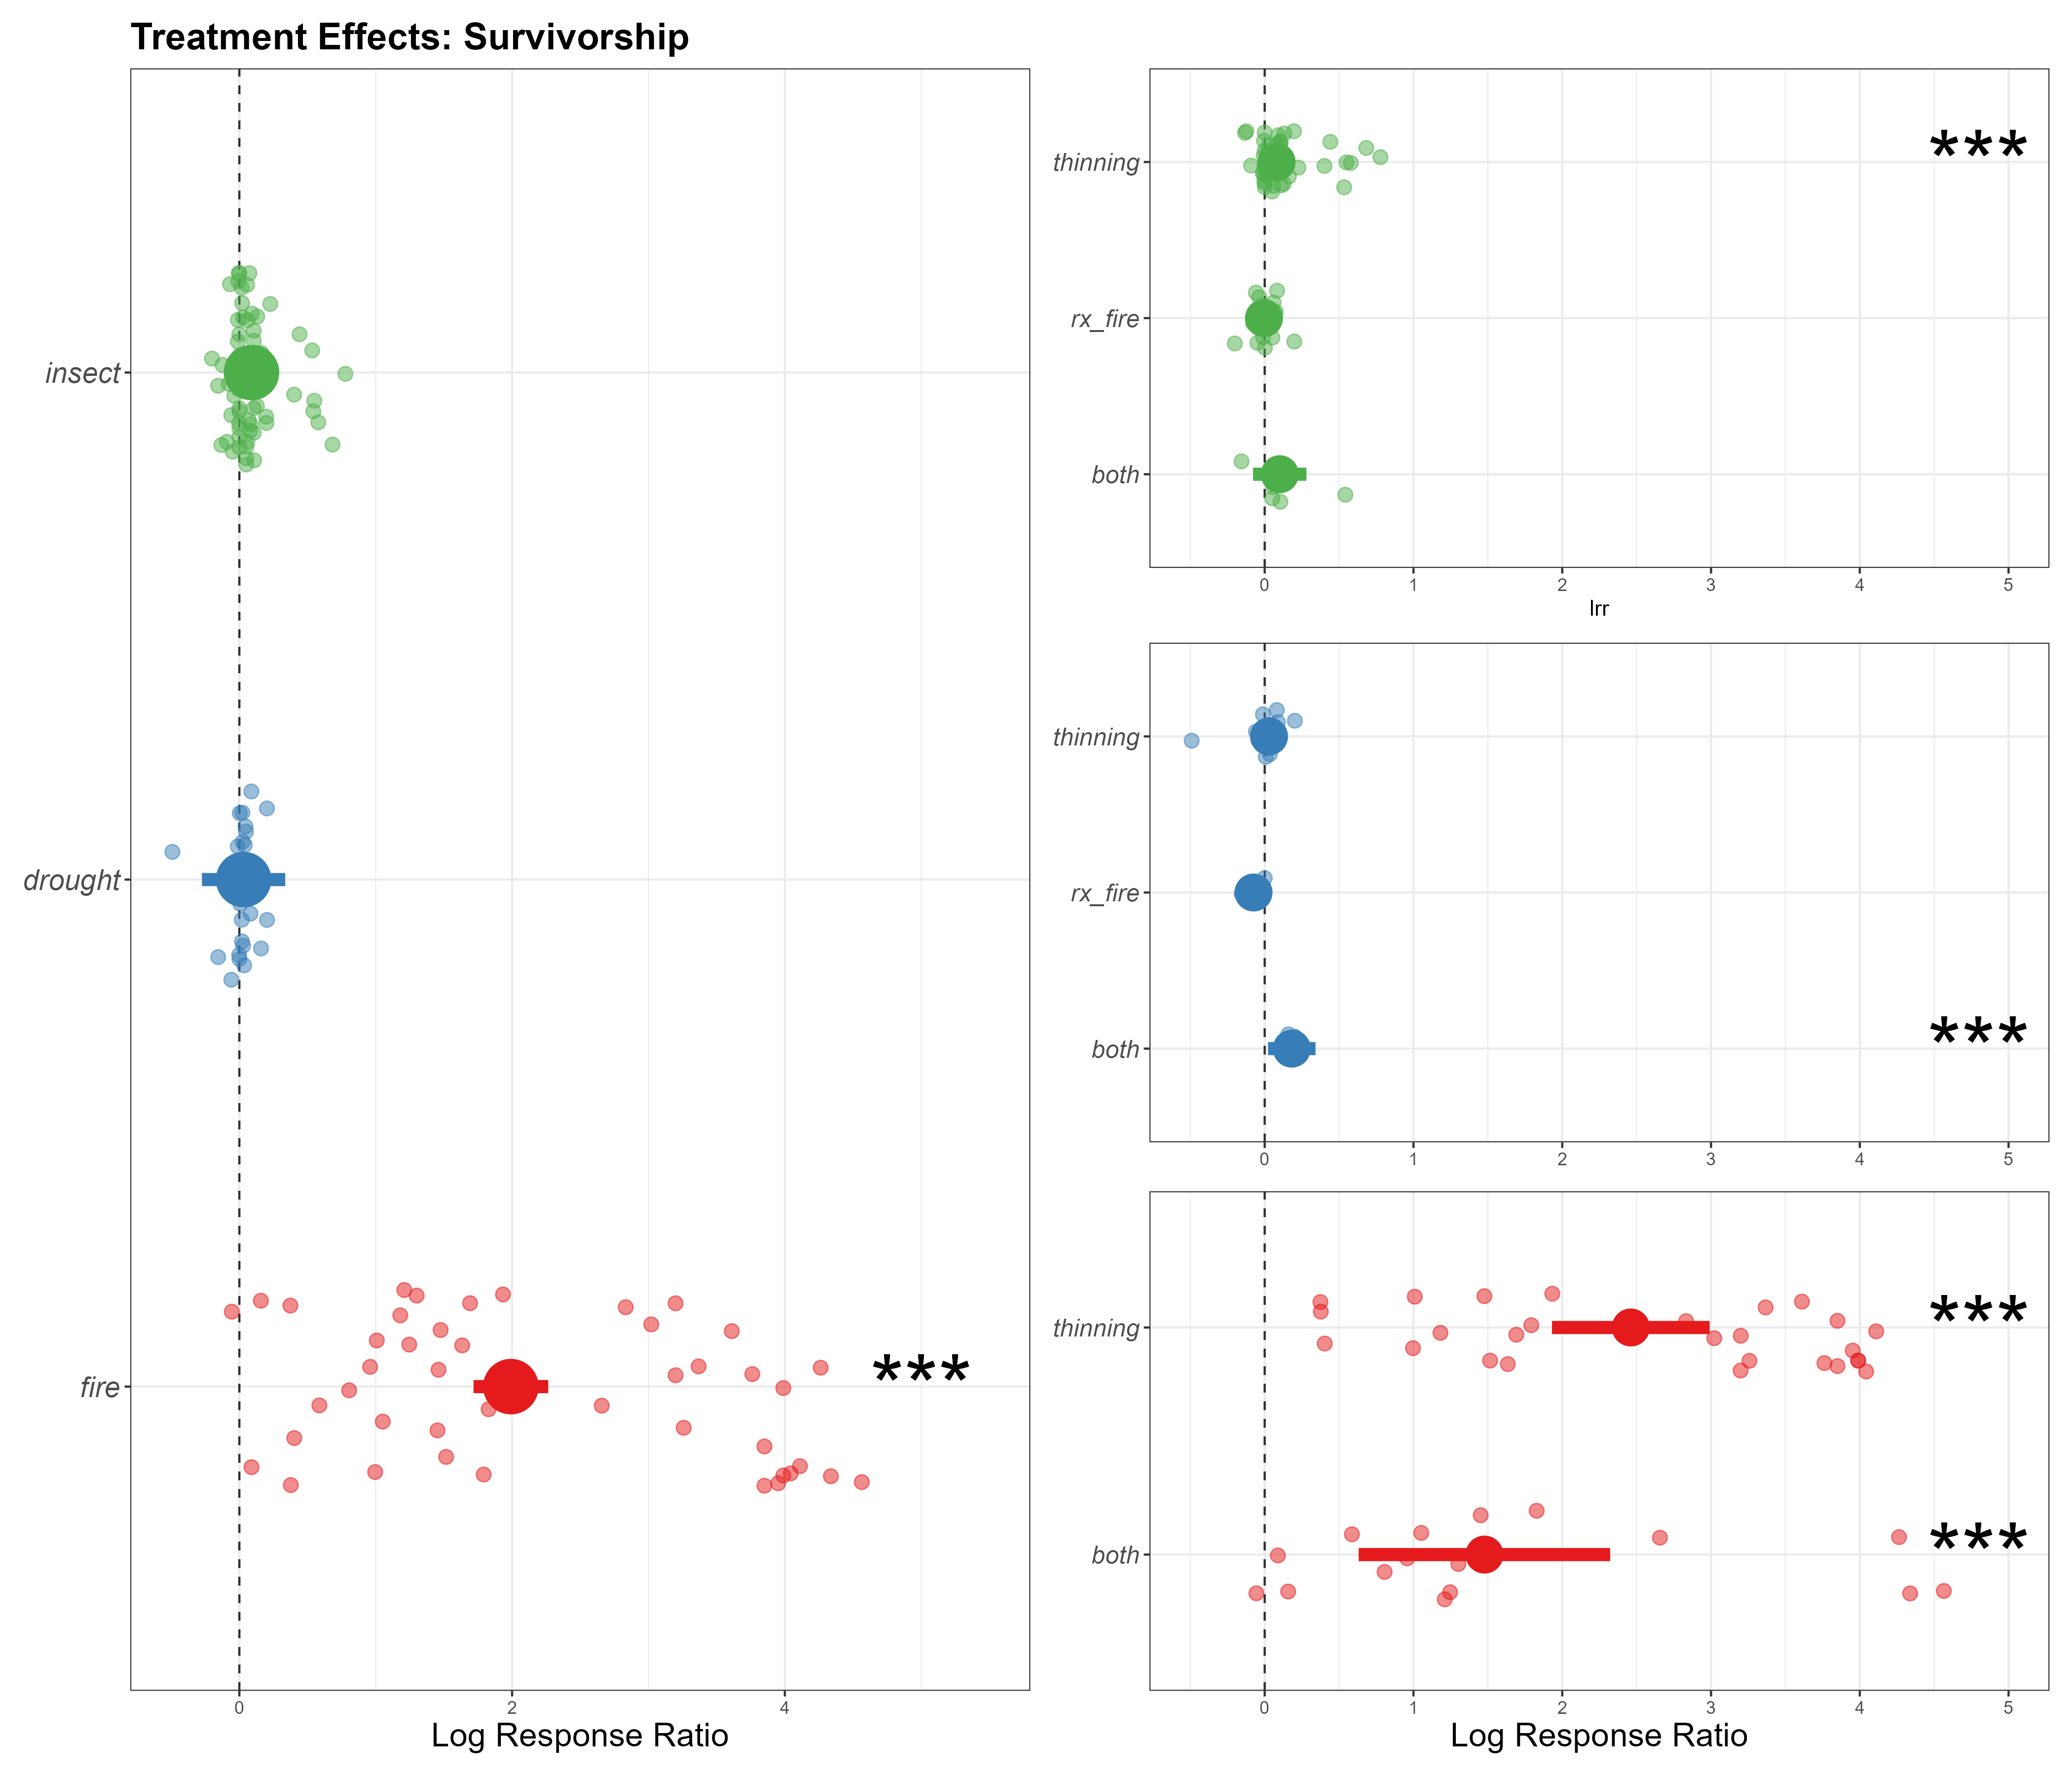 Treatment Effects: Survivorship
insect
drought
fire
***
0 2 4
Log Response Ratio
thinning
***
rx_fire
both
0 1 2 3 4 5
lrr
thinning
rx_fire
both
***
0 1 2 3 4 5
thinning
***
both
***
0 1 2 3 4 5
Log Response Ratio